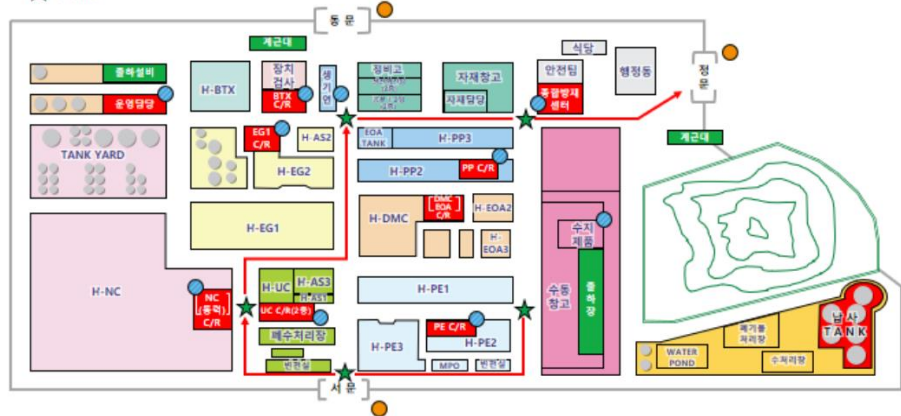 동 문
계근대
식당
출하설비
H-BTX
장치
검사
BTX
C/R
생
기
연
정비고
자재창고
자재담당
안전팀
종합방재
센터
행정동
정
문
운영담당
계근대
TANK YARD
EG1
C/R
H-AS2
H-EG2
EOA
TANK
H-PP3
H-PP2
PP C/R
H-EG1
H-DMC
DMC
EOA
C/R
H-EOA2
H-
EOA3
수지
제품
H-NC
NC
(동력)
C/R
H-UC
H-AS3
H-AS1
UC C/R(2층)
폐수처리장
빈전실
H-PE1
H-PE3
PE C/R
H-PE2
MPO
빈전실
수동
창고
출
하
장
납 사
TANK
폐기물
처리장
WATER
POND
수처리장
서 문